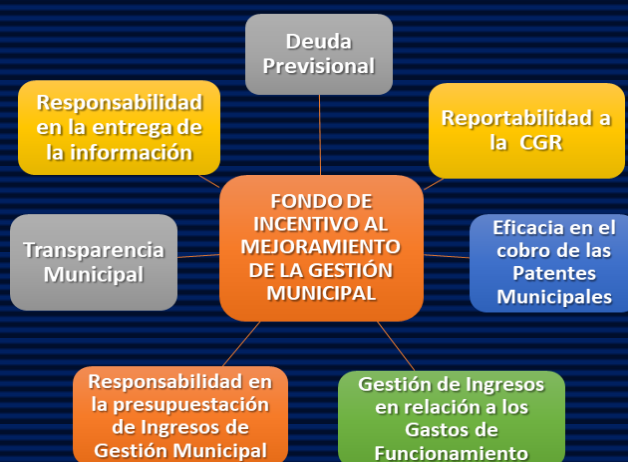 Deuda
Previsional
Responsabilidad
en la entrega de
la información
Reportabilidad a
la CGR
FONDO DE
INCENTIVO AL
MEJORAMIENTO
DE LA GESTIÓN
MUNICIPAL
Transparencia
Municipal
Eficacia en el
cobro de las
Patentes
Municipales
Responsabilidad en
la presupuestación
de Ingresos de
Gestión Municipal
Gestión de Ingresos
en relación a los
Gastos de
Funcionamiento